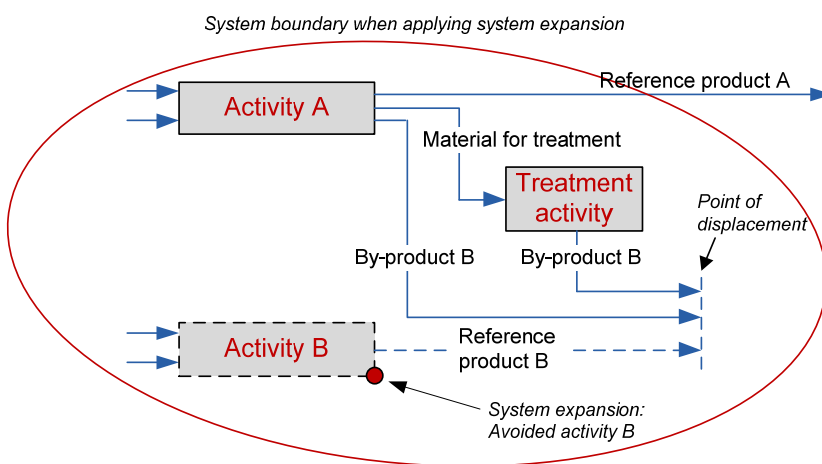 System boundary when applying system expansion
Reference product A
Activity A
Material for treatment
Treatment
activity
Point of
displacement
By-product B
By-product B
Activity B
Reference
product B
System expansion:
Avoided activity B